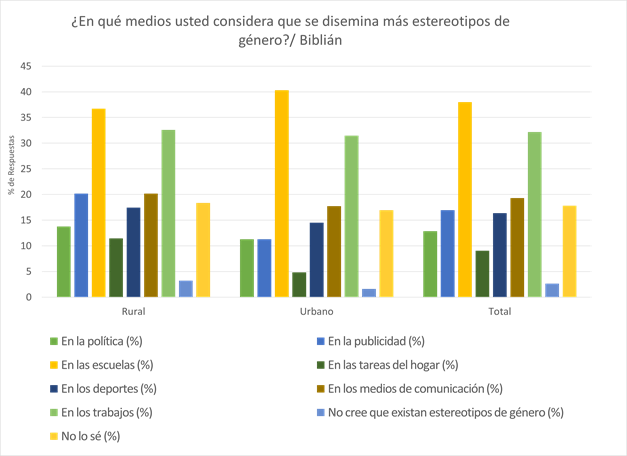 ¿En qué medios usted considera que se disemina más estereotipos de
género?/ Biblián
45
40
35
30
25
20
15
10
5
0
% de Respuestas
Rural Urbano Total
En la política (%) En la publicidad (%)
En las escuelas (%) En las tareas del hogar (%)
En los deportes (%) En los medios de comunicación (%)
En los trabajos (%) No cree que existan estereotipos de género (%)
No lo sé (%)